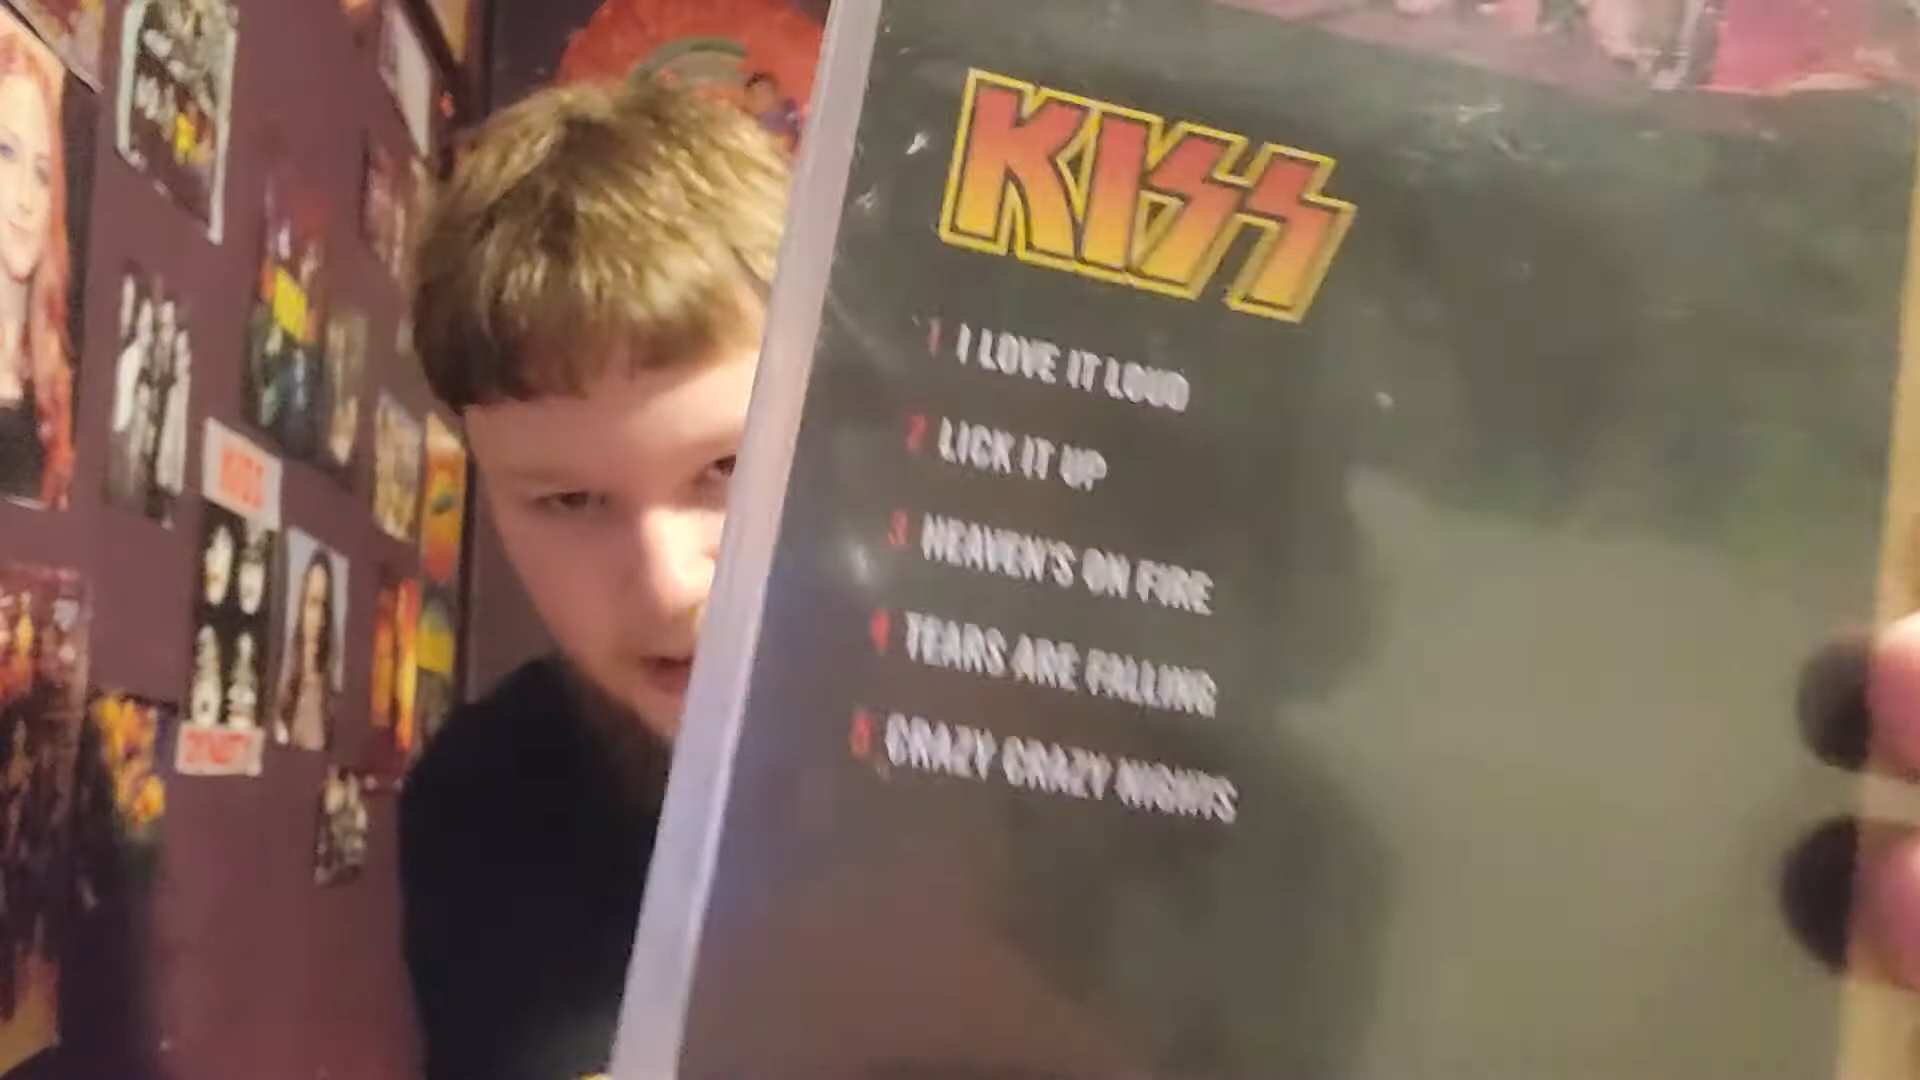 KISS
1 I LOVE IT LOUD
2 LICK IT UP
3 HEAVEN'S ON FIRE
4 TEARS ARE FALLING
5 CRAZY CRAZY NIGHTS
KISS